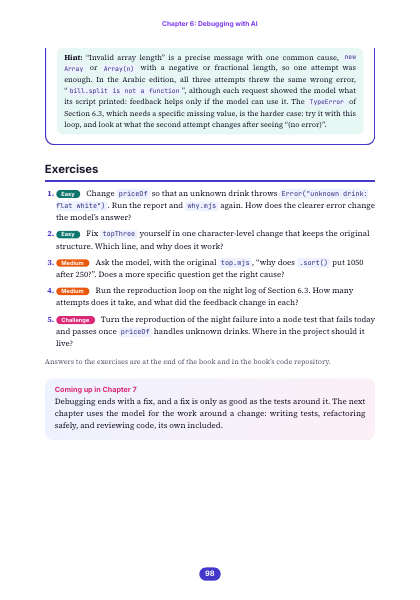 Chapter 6: Debugging with AI
Hint: “Invalid array length” is a precise message with one common cause, new
Array or Array(n) with a negative or fractional length, so one attempt was
enough. In the Arabic edition, all three attempts threw the same wrong error,
“bill.split is not a function”, although each request showed the model what
its script printed: feedback helps only if the model can use it. The TypeError of
Section 6.3, which needs a specific missing value, is the harder case: try it with this
loop, and look at what the second attempt changes after seeing “(no error)”.
Exercises
1. Easy Change priceOf so that an unknown drink throws Error("unknown drink:
flat white"). Run the report and why.mjs again. How does the clearer error change
the model’s answer?
2. Easy Fix topThree yourself in one character-level change that keeps the original
structure. Which line, and why does it work?
3. Medium Ask the model, with the original top.mjs, “why does .sort() put 1050
after 250?”. Does a more specific question get the right cause?
4. Medium Run the reproduction loop on the night log of Section 6.3. How many
attempts does it take, and what did the feedback change in each?
5. Challenge Turn the reproduction of the night failure into a node test that fails today
and passes once priceOf handles unknown drinks. Where in the project should it
live?
Answers to the exercises are at the end of the book and in the book’s code repository.
Coming up in Chapter 7
Debugging ends with a fix, and a fix is only as good as the tests around it. The next
chapter uses the model for the work around a change: writing tests, refactoring
safely, and reviewing code, its own included.
98